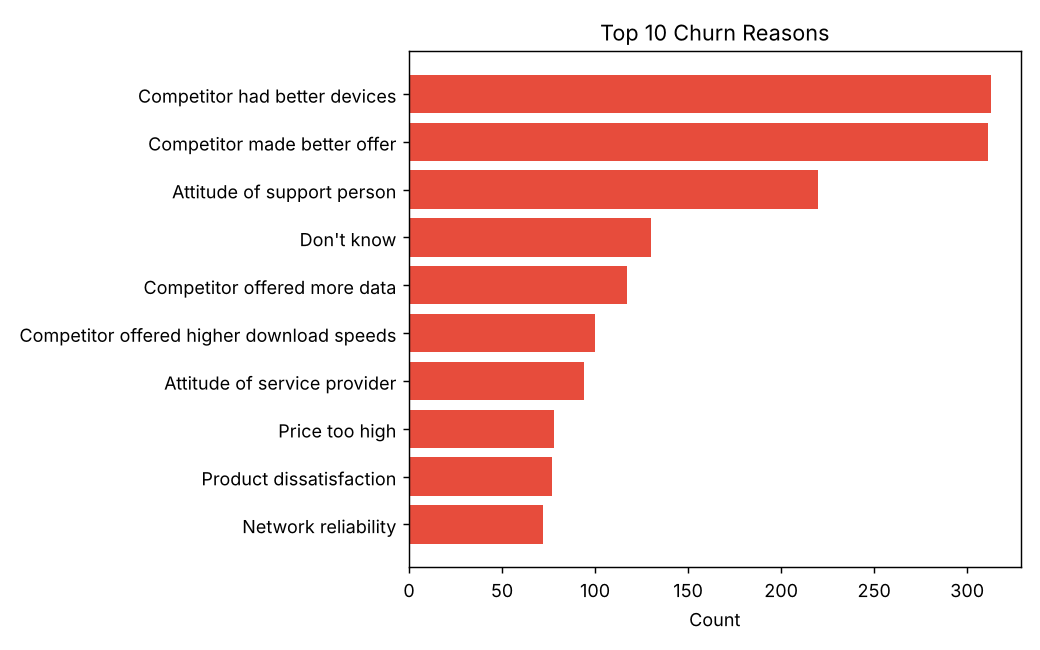 Top 10 Churn Reasons
Competitor had better devices
Competitor made better offer
Attitude of support person
Don't know
Competitor offered more data
Competitor offered higher download speeds
Attitude of service provider
Price too high
Product dissatisfaction
Network reliability
0 50 100 150 200 250 300
Count